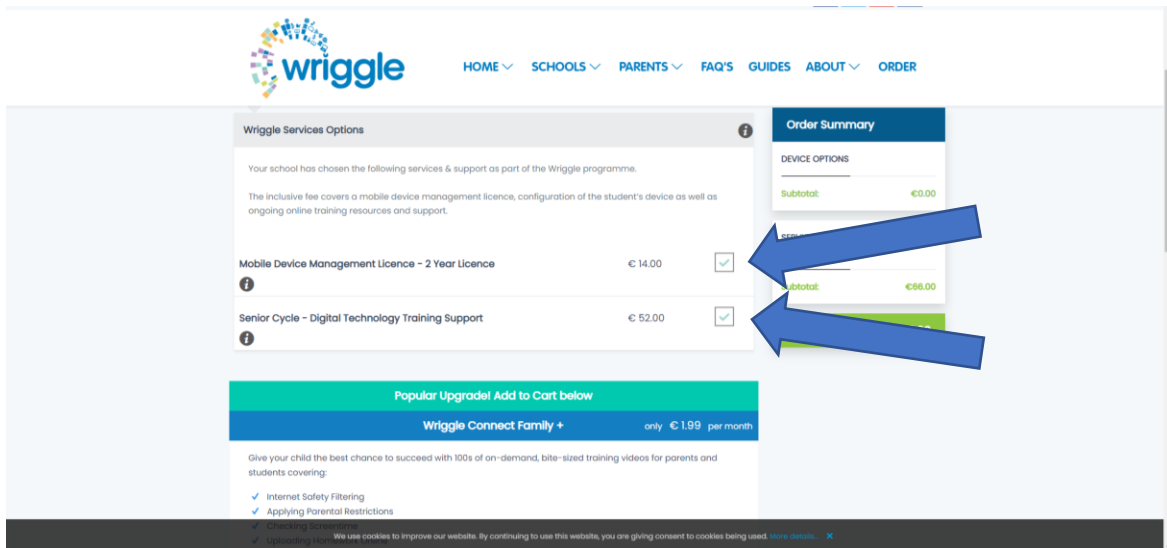 wriggle
HOME SCHOOLS PARENTS FAQ'S GUIDES ABOUT ORDER
Wriggle Services Options
Your school has chosen the following services & support as part of the Wriggle programme.
The inclusive fee covers a mobile device management licence, configuration of the student's device as well as
ongoing online training resources and support.
Mobile Device Management Licence - 2 Year Licence € 14.00
Senior Cycle - Digital Technology Training Support € 52.00
Order Summary
DEVICE OPTIONS
Subtotal: €0.00
Subtotal: €66.00
Popular Upgrade! Add to Cart below
Wriggle Connect Family + only € 1.99 per month
Give your child the best chance to succeed with 100s of on-demand, bite-sized training videos for parents and
students covering:
Internet Safety Filtering
Applying Parental Restrictions
Checking Screentime
We use cookies to improve our website. By continuing to use this website, you are giving consent to cookies being used. More details...